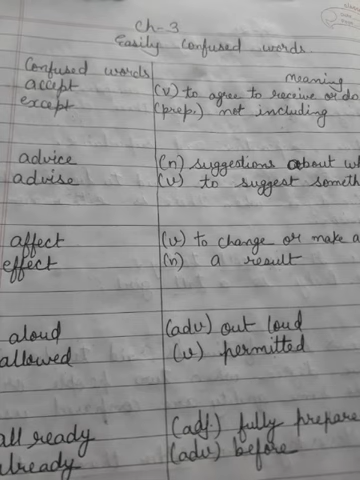 Ch-3
Easily Confused words
Confused words meaning
accept (v) to agree to receive or do
except (prep.) not including
advice (n) suggestions about
advise (v) to suggest
affect (v) to change or make a
effect (n) a result
aloud (adv) out loud
allowed (v) permitted
all ready (adj.) fully prepare
already (adv) before